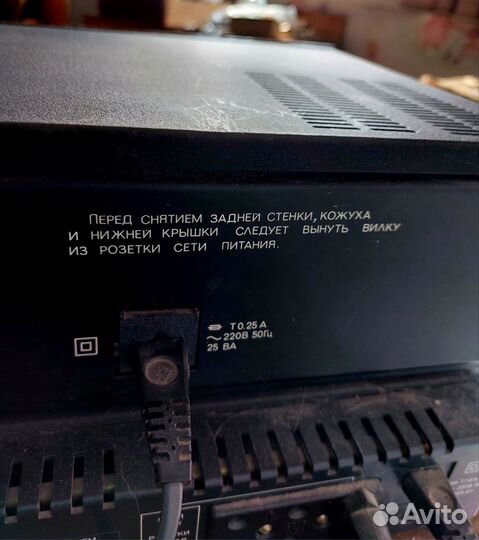 ПЕРЕД СНЯТИЕМ ЗАДНЕЙ СТЕНКИ, КОЖУХА
И НИЖНЕЙ КРЫШКИ СЛЕДУЕТ ВЫНУТЬ ВИЛКУ
ИЗ РОЗЕТКИ СЕТИ ПИТАНИЯ.
Т 0.25 А
~ 220В 50Гц
25 ВА
Avito